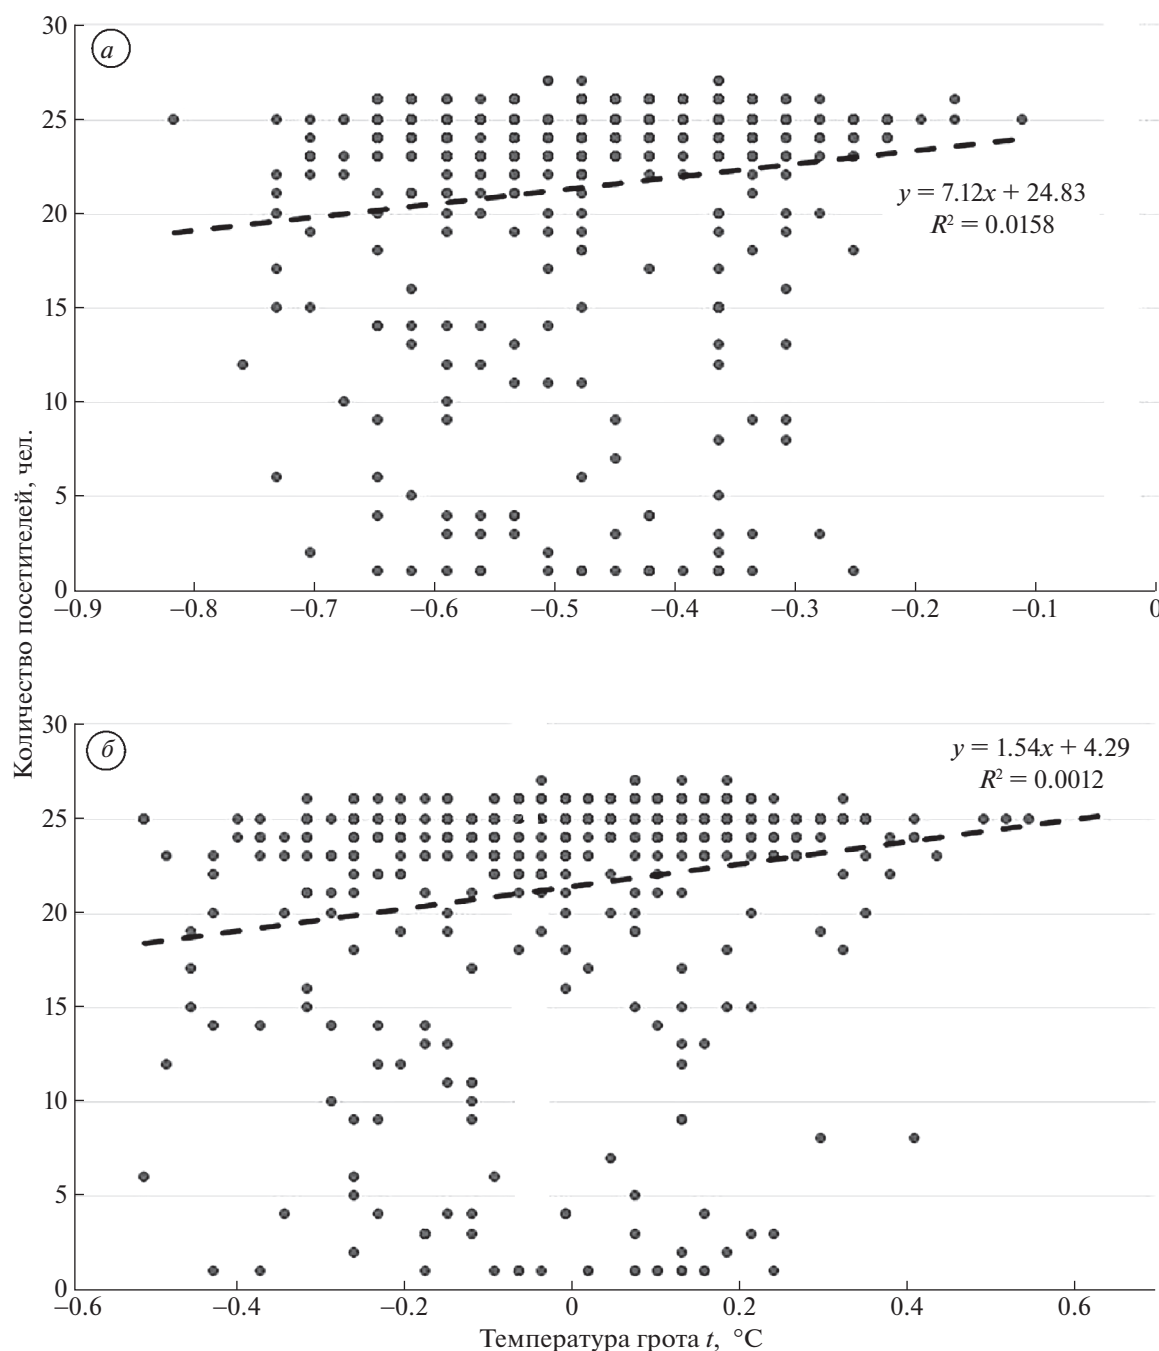 Количество посетителей, чел.
30
25
20
15
10
5
0
а
y = 7.12x + 24.83
R² = 0.0158
−0.9 −0.8 −0.7 −0.6 −0.5 −0.4 −0.3 −0.2 −0.1 0
30
25
20
15
10
5
0
б
y = 1.54x + 4.29
R² = 0.0012
−0.6 −0.4 −0.2 0 0.2 0.4 0.6
Температура грота t, °C